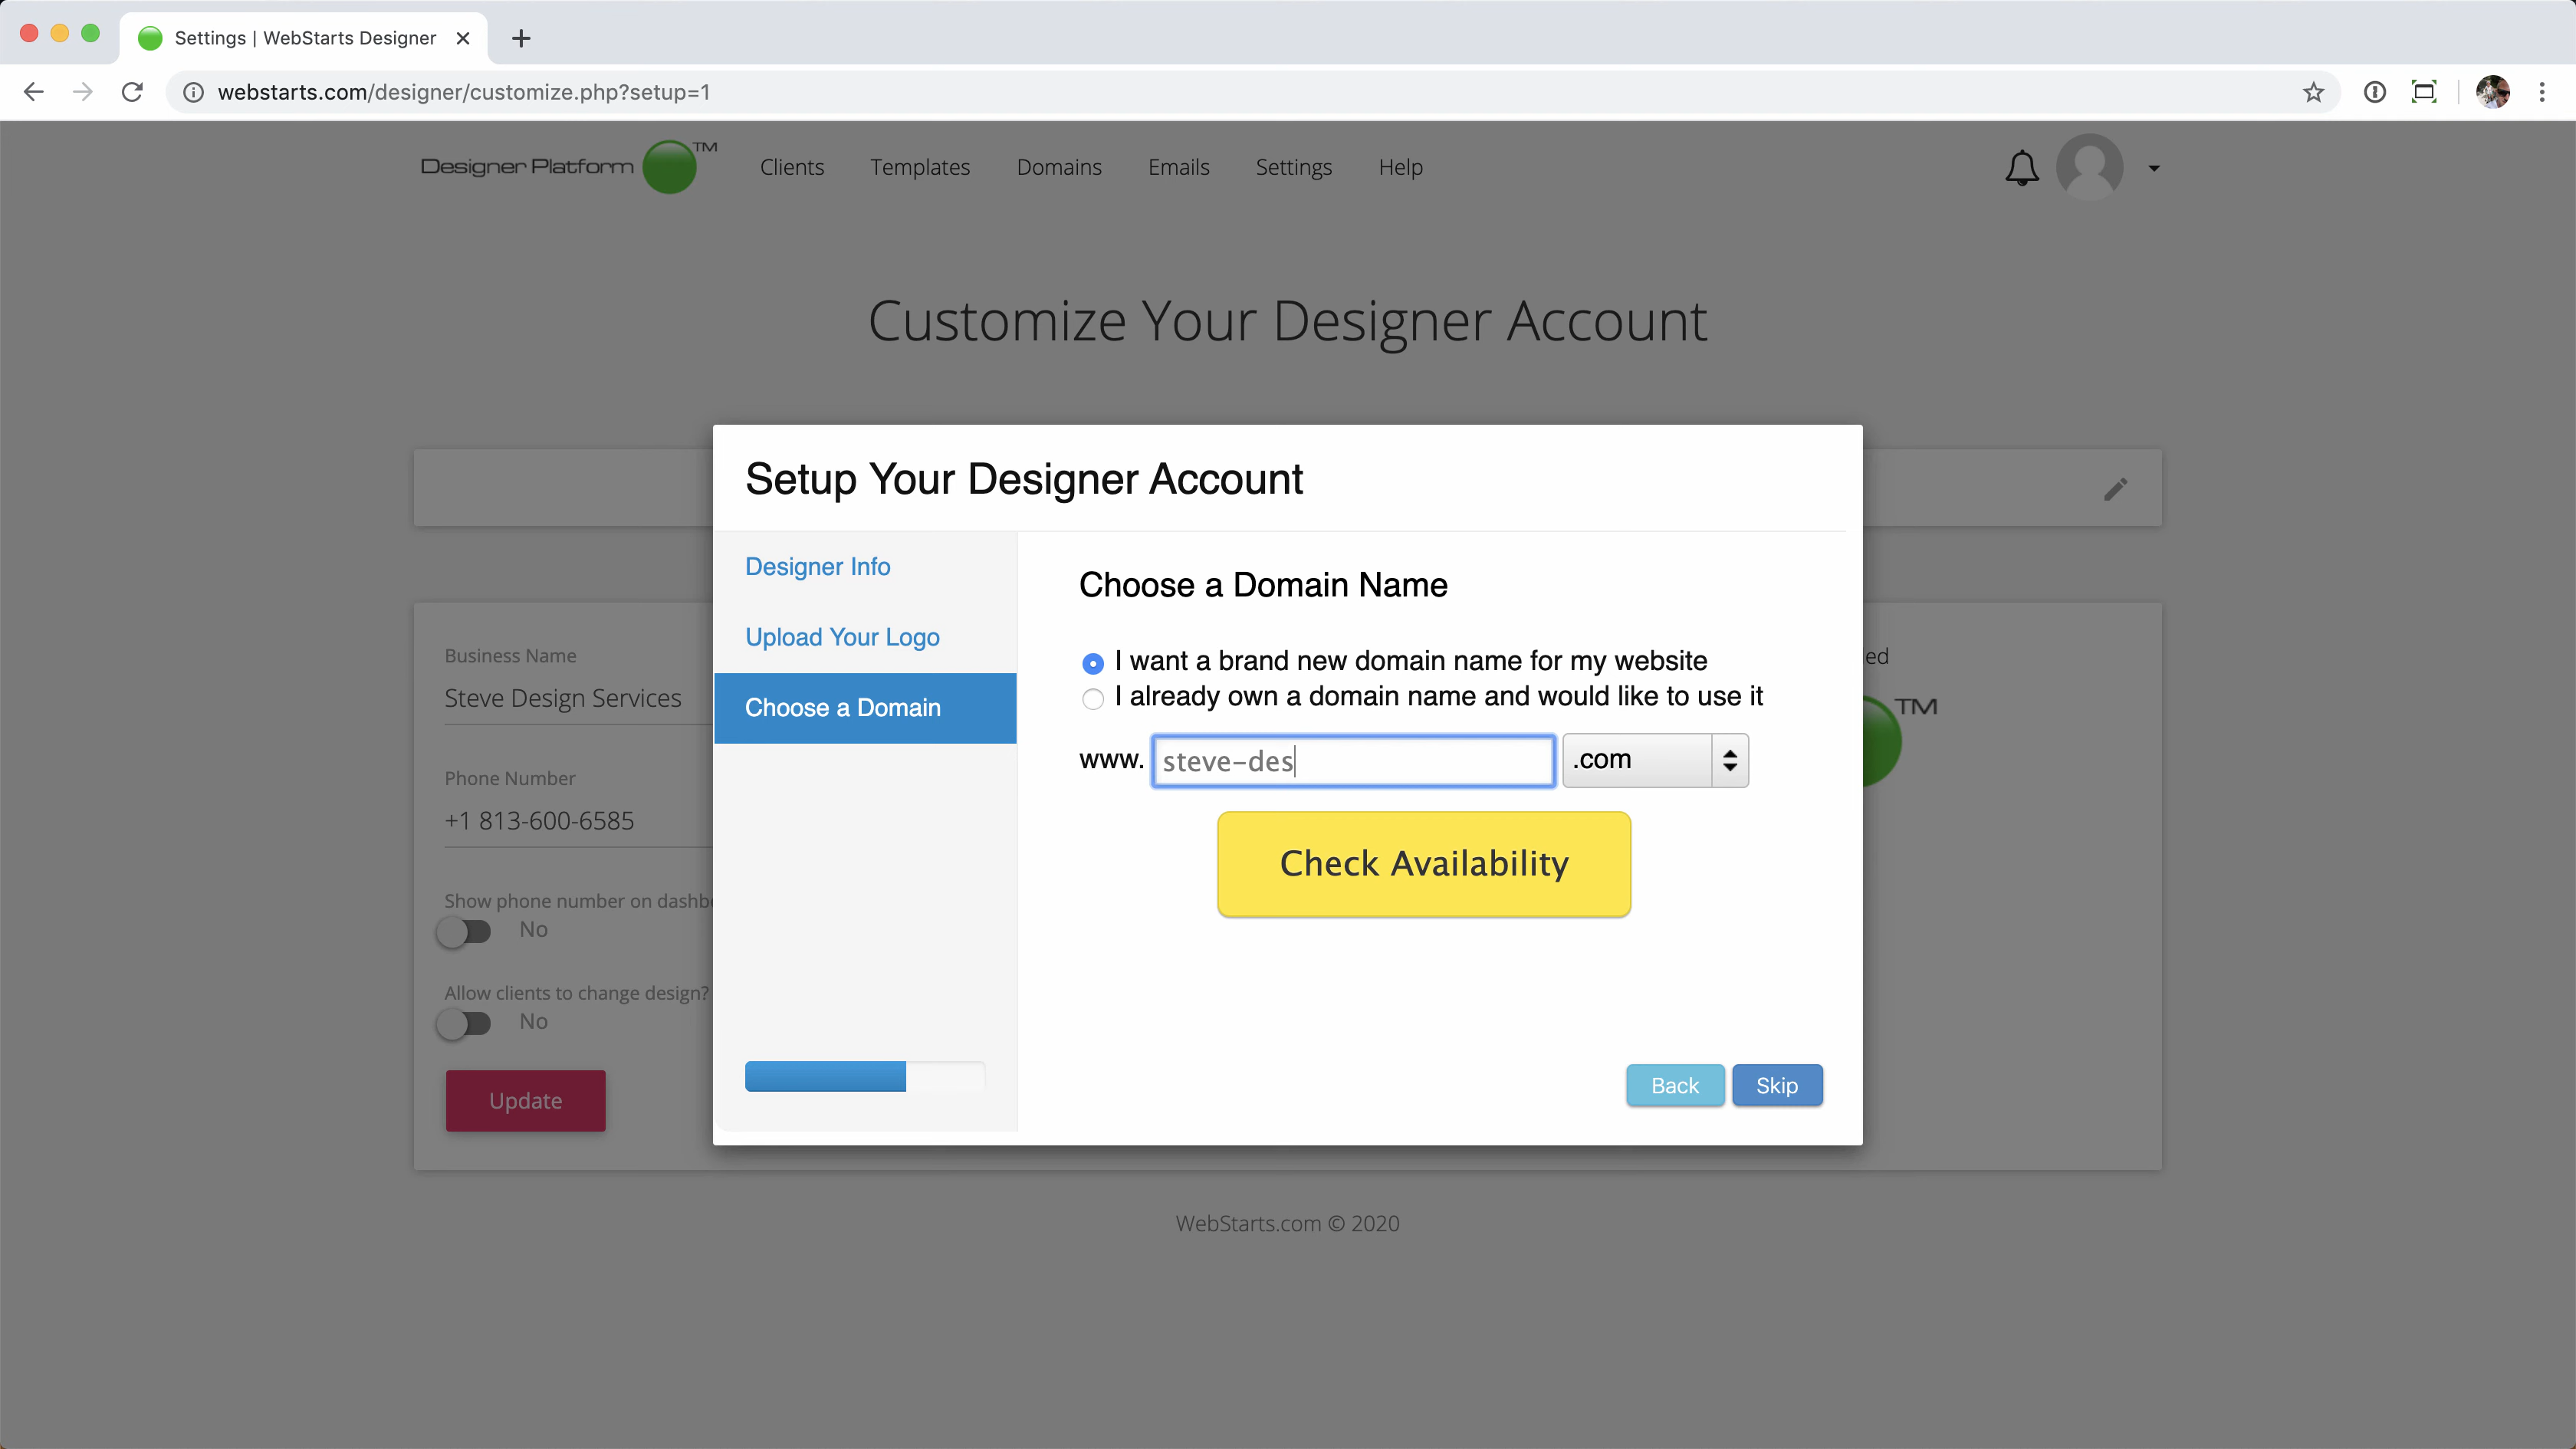 Settings | WebStarts Designer
webstarts.com/designer/customize.php?setup=1
Designer Platform TM
Clients
Templates
Domains
Emails
Settings
Help
Customize Your Designer Account
Setup Your Designer Account
Designer Info
Upload Your Logo
Choose a Domain
Choose a Domain Name
I want a brand new domain name for my website
I already own a domain name and would like to use it
www. steve-des .com
Check Availability
Back
Skip
Business Name
Steve Design Services
Phone Number
+1 813-600-6585
Show phone number on dashb
No
Allow clients to change design?
No
Update
ed
TM
WebStarts.com © 2020